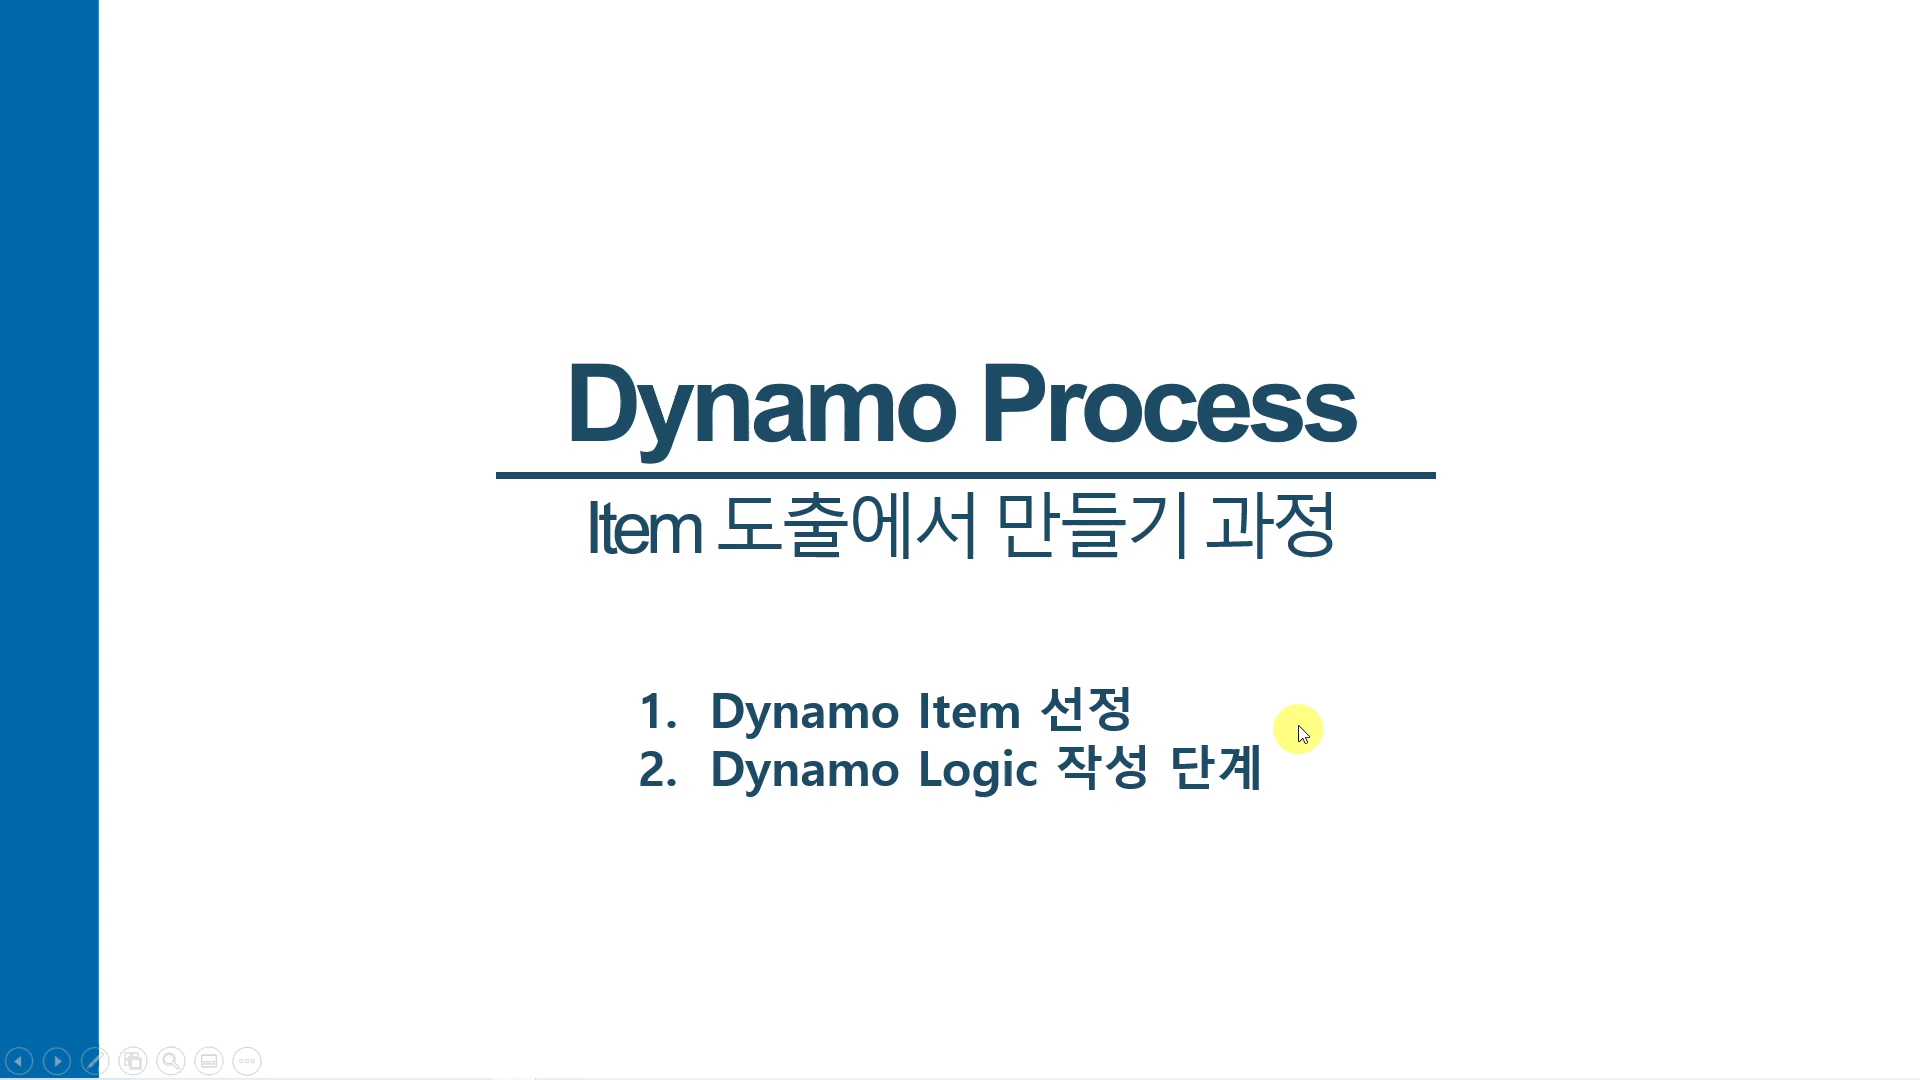 Dynamo Process
Item 도출에서 만들기 과정
1. Dynamo Item 선정
2. Dynamo Logic 작성 단계